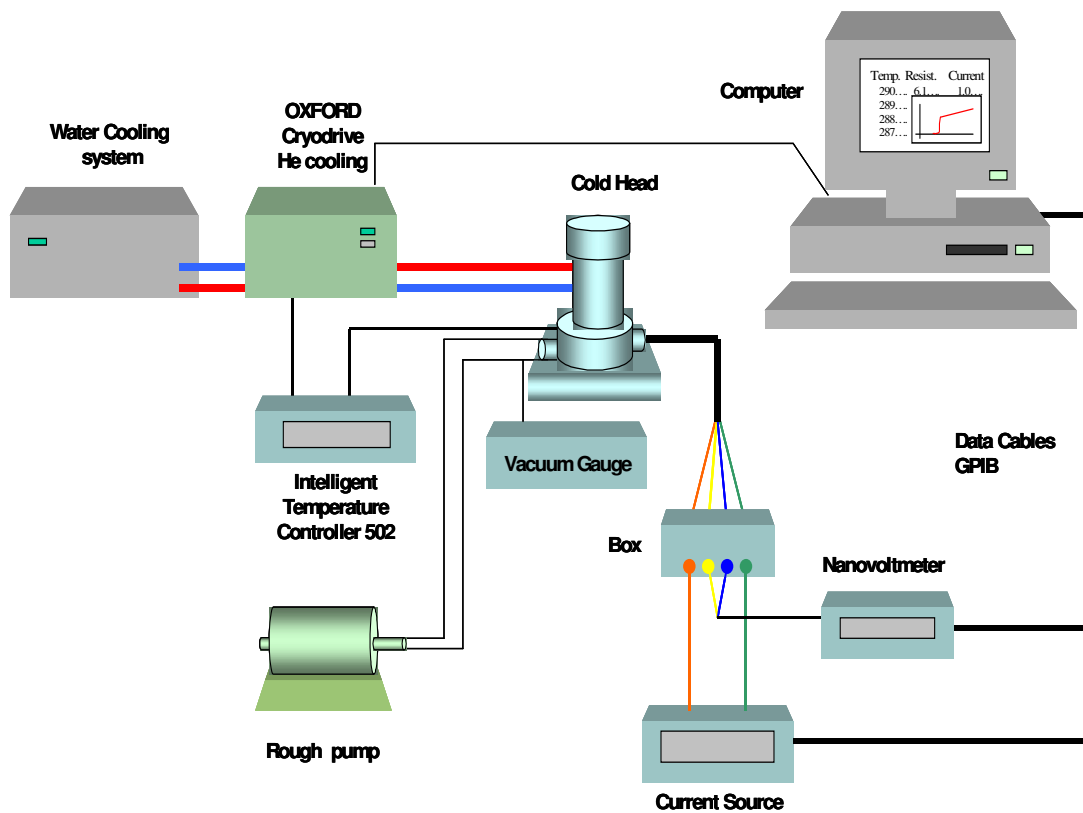 Computer
Temp. Resist. Current
290.... 6.1.... 1.0....
289....
288....
287....
OXFORD
Cryodrive
He cooling
Water Cooling
system
Cold Head
Data Cables
GPIB
Vacuum Gauge
Intelligent
Temperature
Controller 502
Box
Nanovoltmeter
Rough pump
Current Source